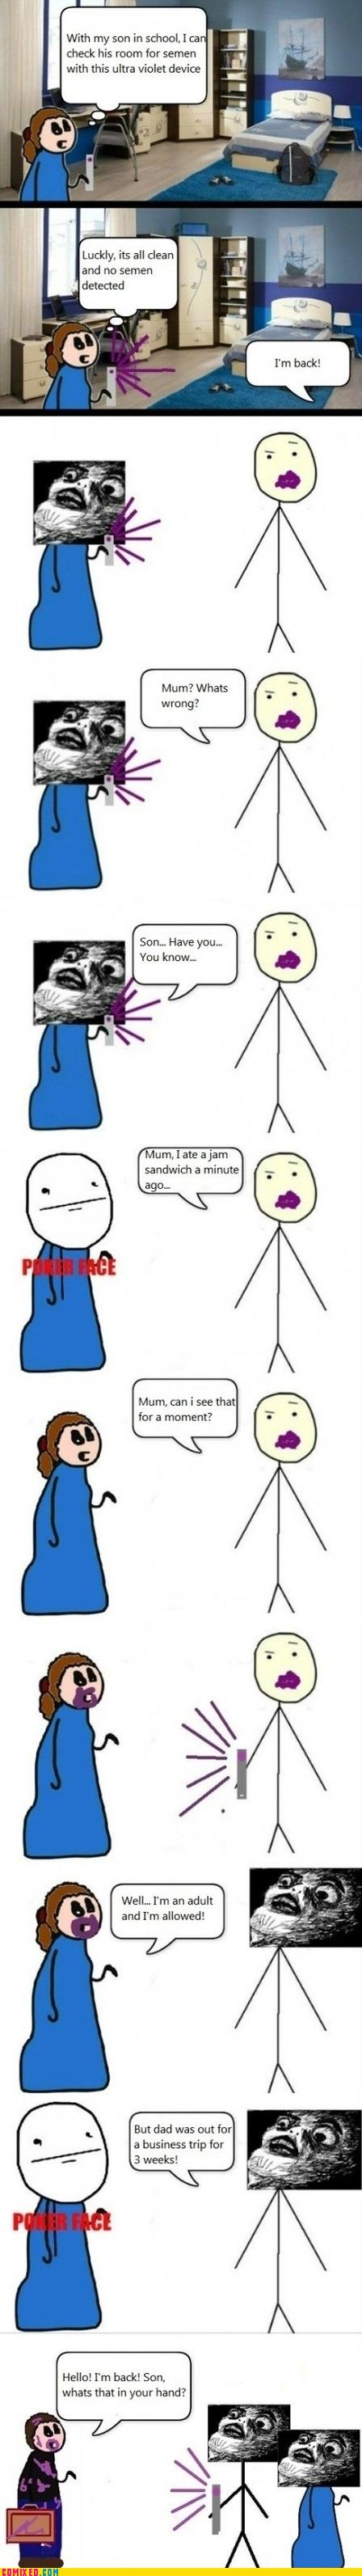 With my son in school, I can
check his room for semen
with this ultra violet device
Luckly, its all clean
and no semen
detected
I'm back!
Mum? Whats
wrong?
Son... Have you...
You know...
Mum, I ate a jam
sandwich a minute
ago...
POKER FACE
Mum, can i see that
for a moment?
Well... I'm an adult
and I'm allowed!
But dad was out for
a business trip for
3 weeks!
POKER FACE
Hello! I'm back! Son,
whats that in your hand?
COMIXED.COM